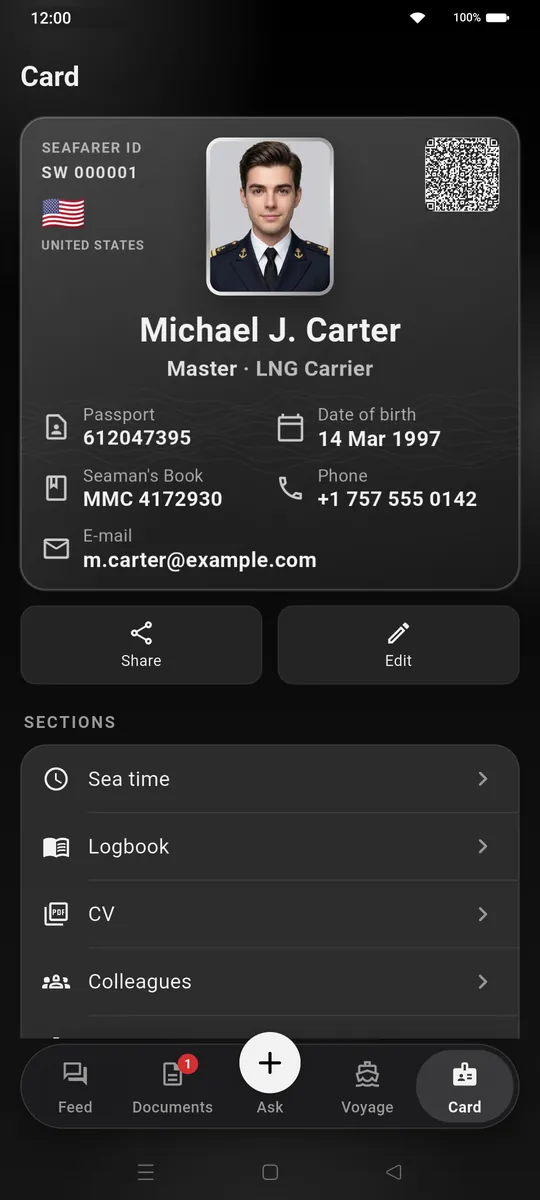 12:00
100%
Card
SEAFARER ID
SW 000001
UNITED STATES
Michael J. Carter
Master · LNG Carrier
Passport
612047395
Date of birth
14 Mar 1997
Seaman's Book
MMC 4172930
Phone
+1 757 555 0142
E-mail
m.carter@example.com
Share
Edit
SECTIONS
Sea time
Logbook
PDF
CV
Colleagues
1
Feed
Documents
Ask
Voyage
Card